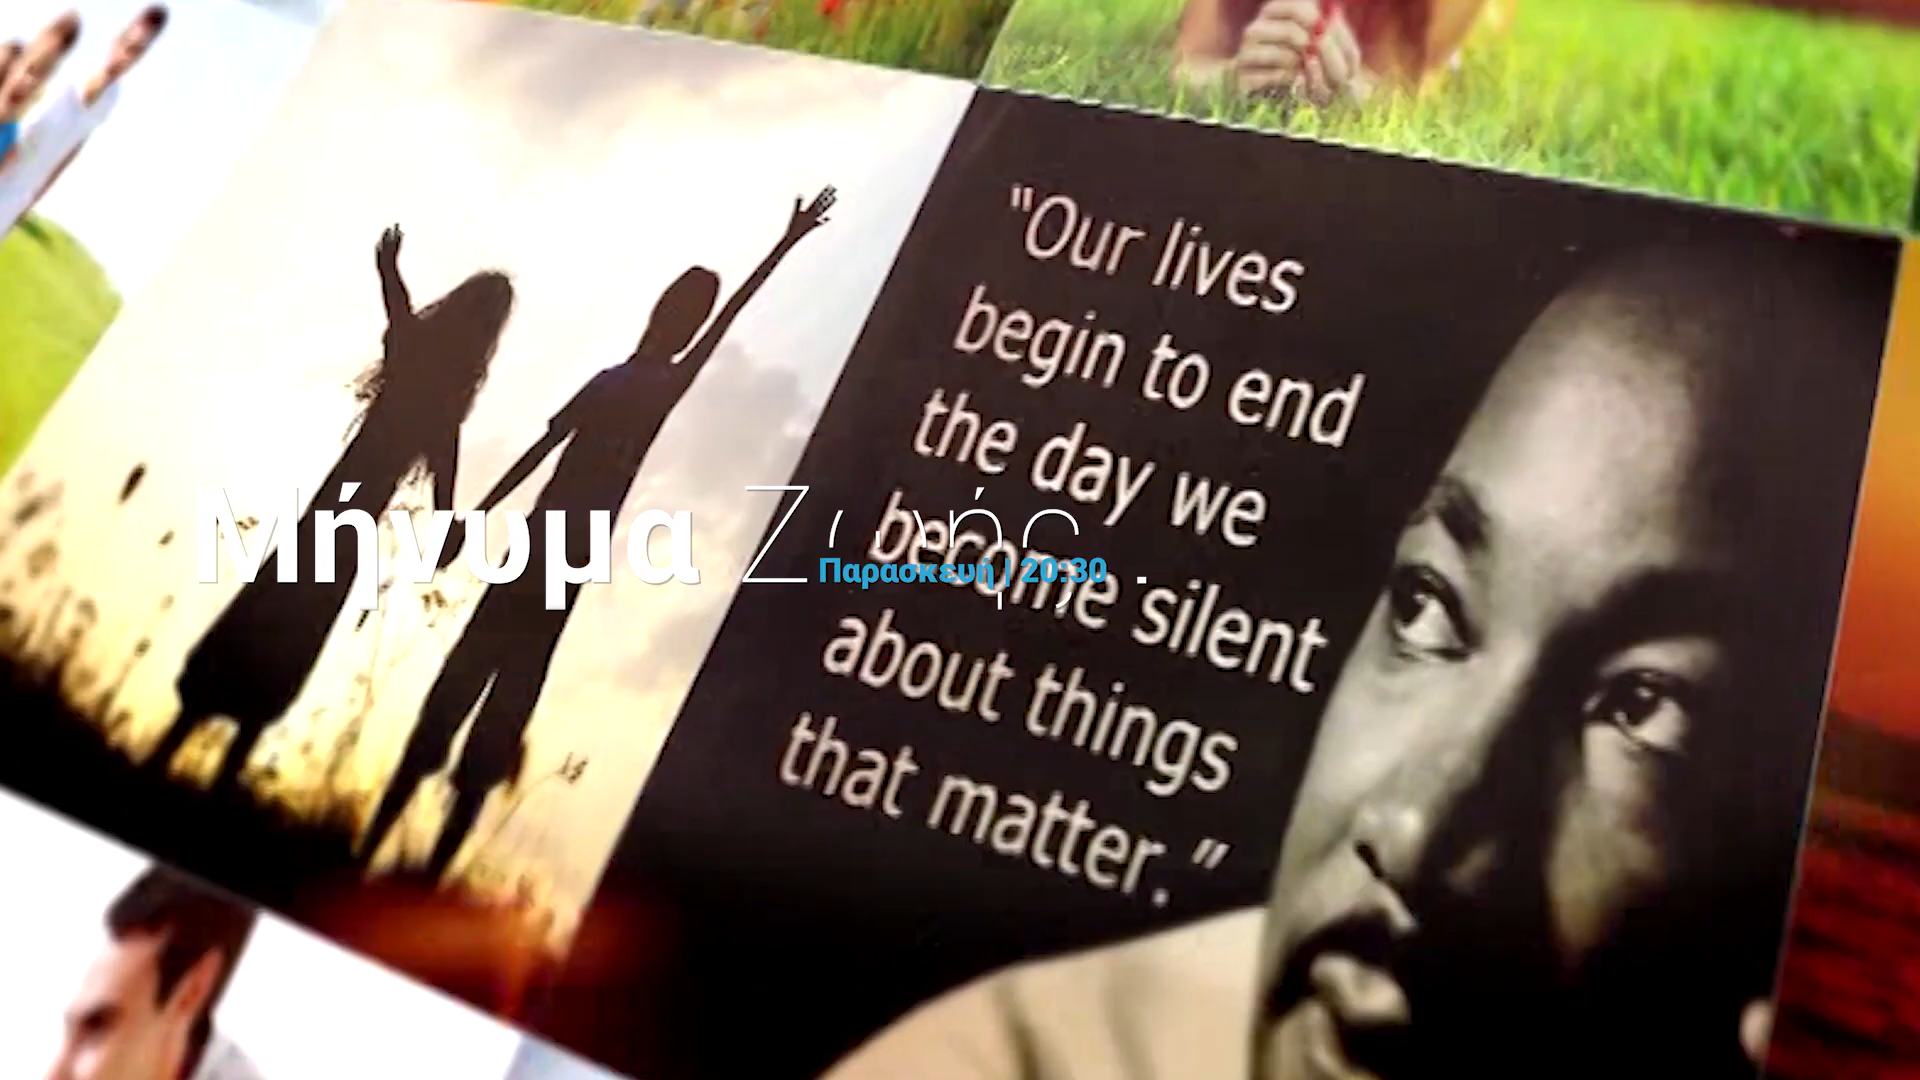 “Our lives
begin to end
the day we
become silent
about things
that matter.”
Μήνυμα Ζωής
Παρασκευή | 20:30